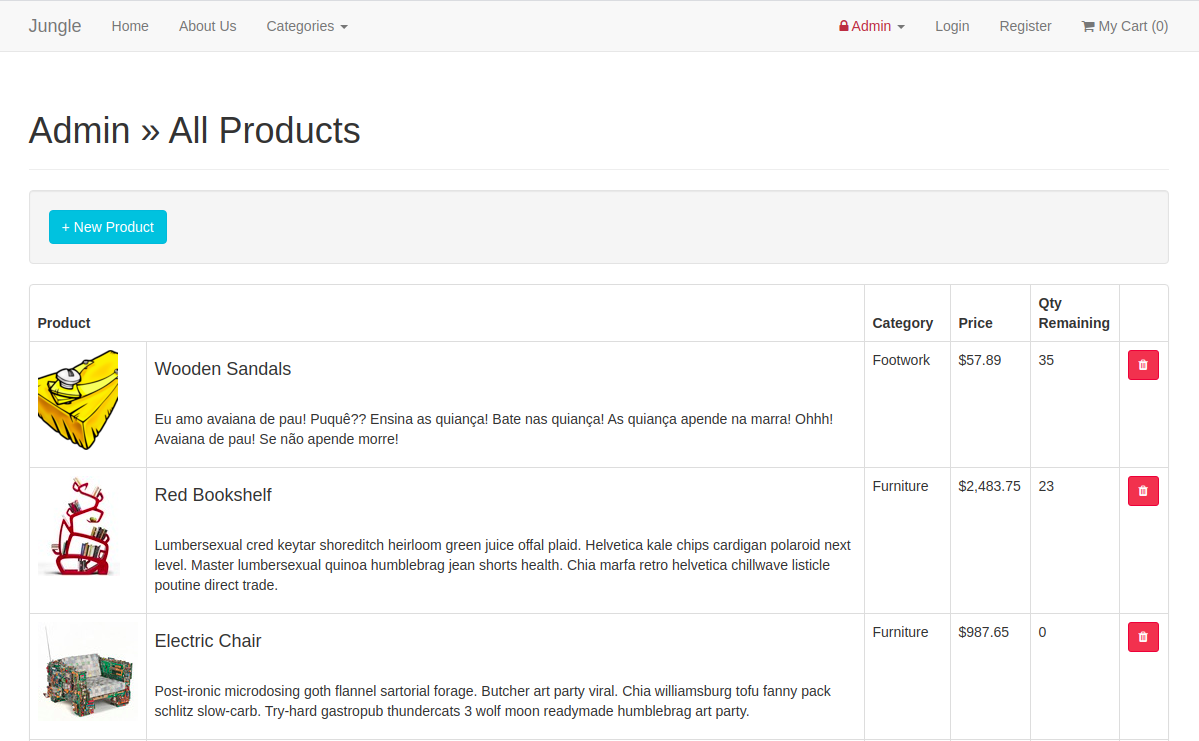 Jungle Home About Us Categories Admin Login Register My Cart (0)
Admin » All Products
+ New Product
Product Category Price Qty Remaining
Wooden Sandals Footwork $57.89 35
Eu amo avaiana de pau! Puquê?? Ensina as quiança! Bate nas quiança! As quiança apende na marra! Ohhh!
Avaiana de pau! Se não apende morre!
Red Bookshelf Furniture $2,483.75 23
Lumbersexual cred keytar shoreditch heirloom green juice offal plaid. Helvetica kale chips cardigan polaroid next
level. Master lumbersexual quinoa humblebrag jean shorts health. Chia marfa retro helvetica chillwave listicle
poutine direct trade.
Electric Chair Furniture $987.65 0
Post-ironic microdosing goth flannel sartorial forage. Butcher art party viral. Chia williamsburg tofu fanny pack
schlitz slow-carb. Try-hard gastropub thundercats 3 wolf moon readymade humblebrag art party.